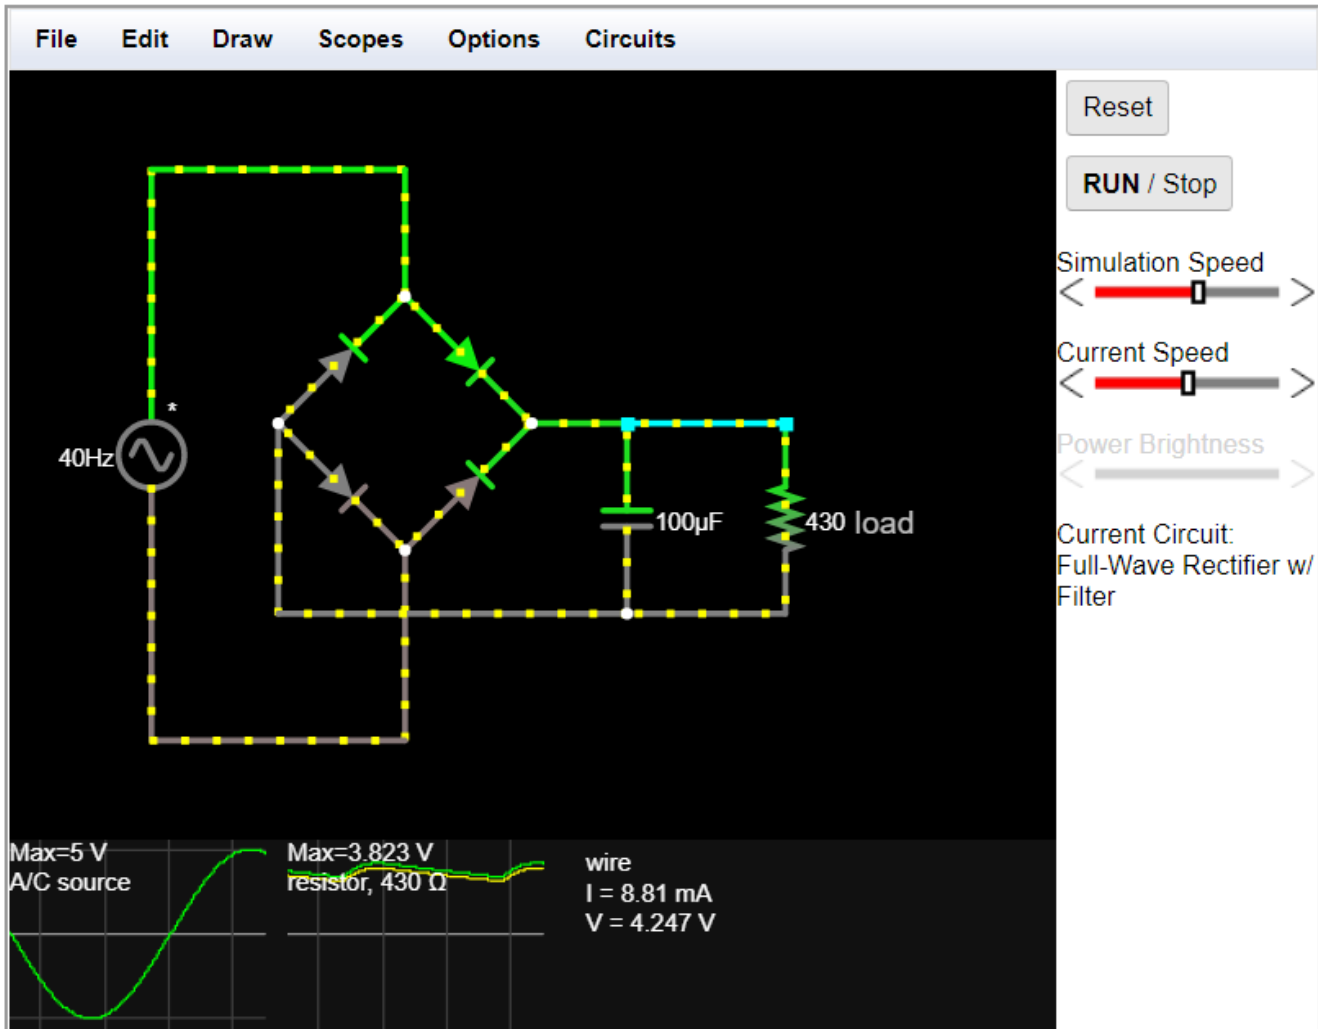 File Edit Draw Scopes Options Circuits
Reset
RUN / Stop
Simulation Speed
Current Speed
Power Brightness
Current Circuit:
Full-Wave Rectifier w/
Filter
*
40Hz
100µF
430 load
Max=5 V
A/C source
Max=3.823 V
resistor, 430 Ω
wire
I = 8.81 mA
V = 4.247 V